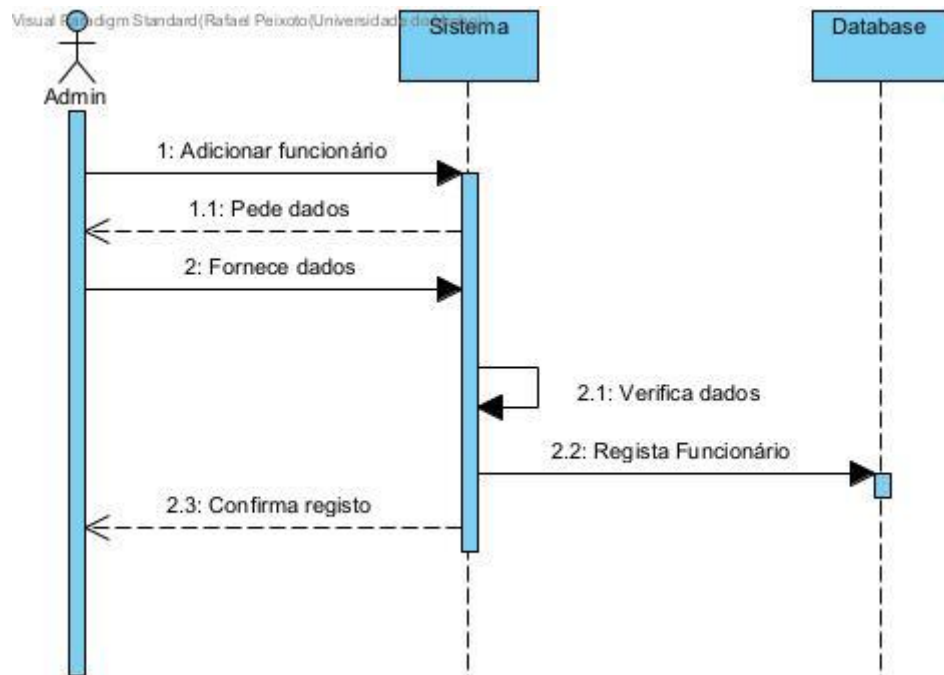 Visual Paradigm Standard(Rafael Peixoto(Universidade do
Sistema
Database
Admin
1: Adicionar funcionário
1.1: Pede dados
2: Fornece dados
2.1: Verifica dados
2.2: Regista Funcionário
2.3: Confirma registo